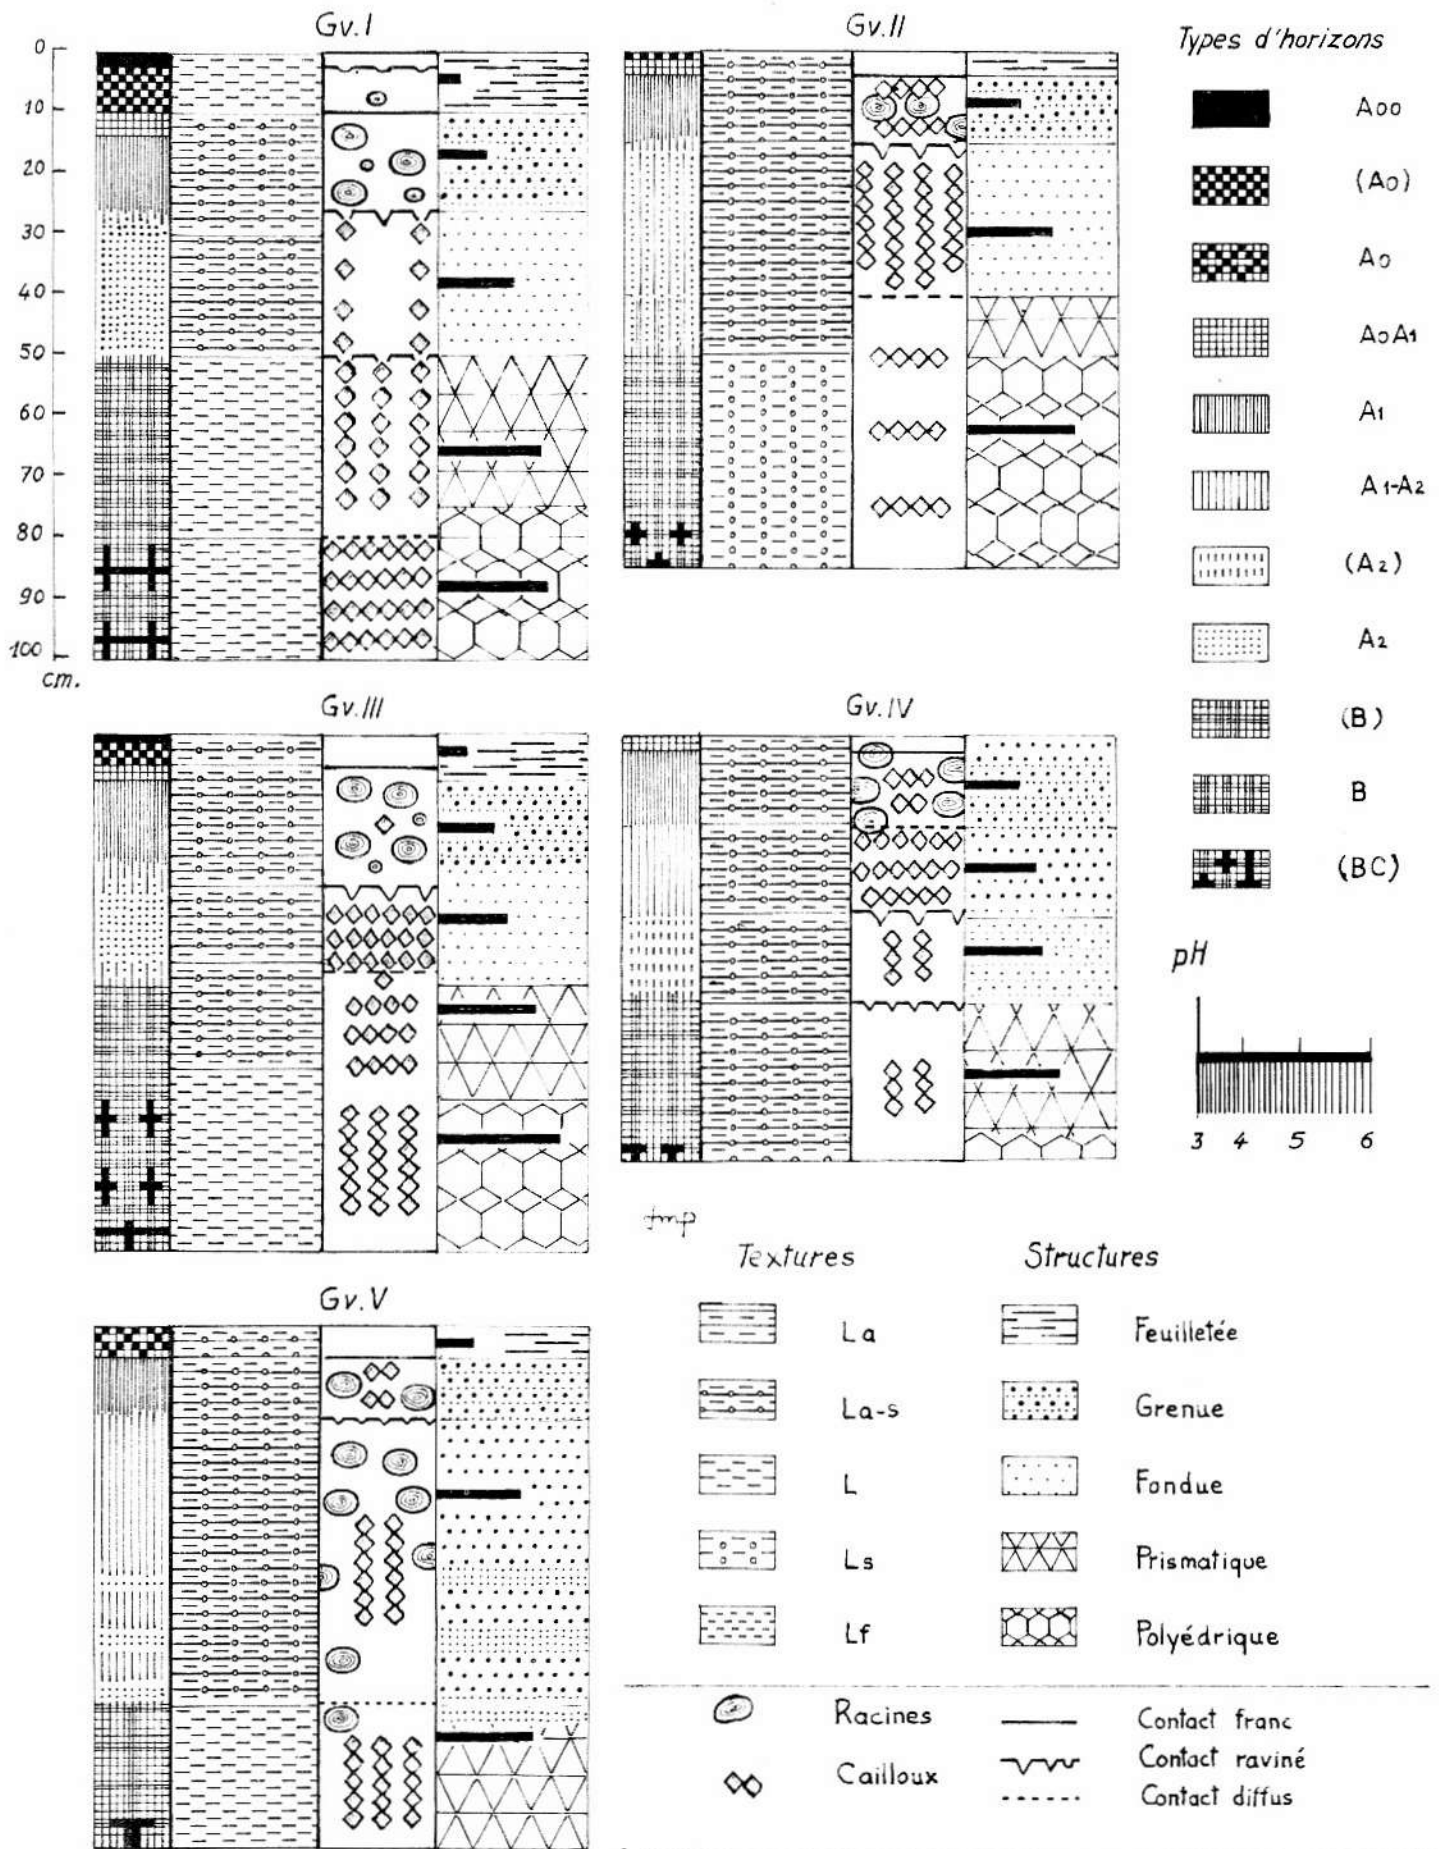 Gv.I
Gv.II
0
10
20
30
40
50
60
70
80
90
100
cm.
Gv.III
Gv.IV
Gv.V
Types d'horizons
A00
(A0)
A0
A0A1
A1
A1-A2
(A2)
A2
(B)
B
(BC)
pH
3 4 5 6
Textures
La
La-s
L
Ls
Lf
Structures
Feuilletée
Grenue
Fondue
Prismatique
Polyédrique
Racines
Cailloux
Contact franc
Contact raviné
Contact diffus